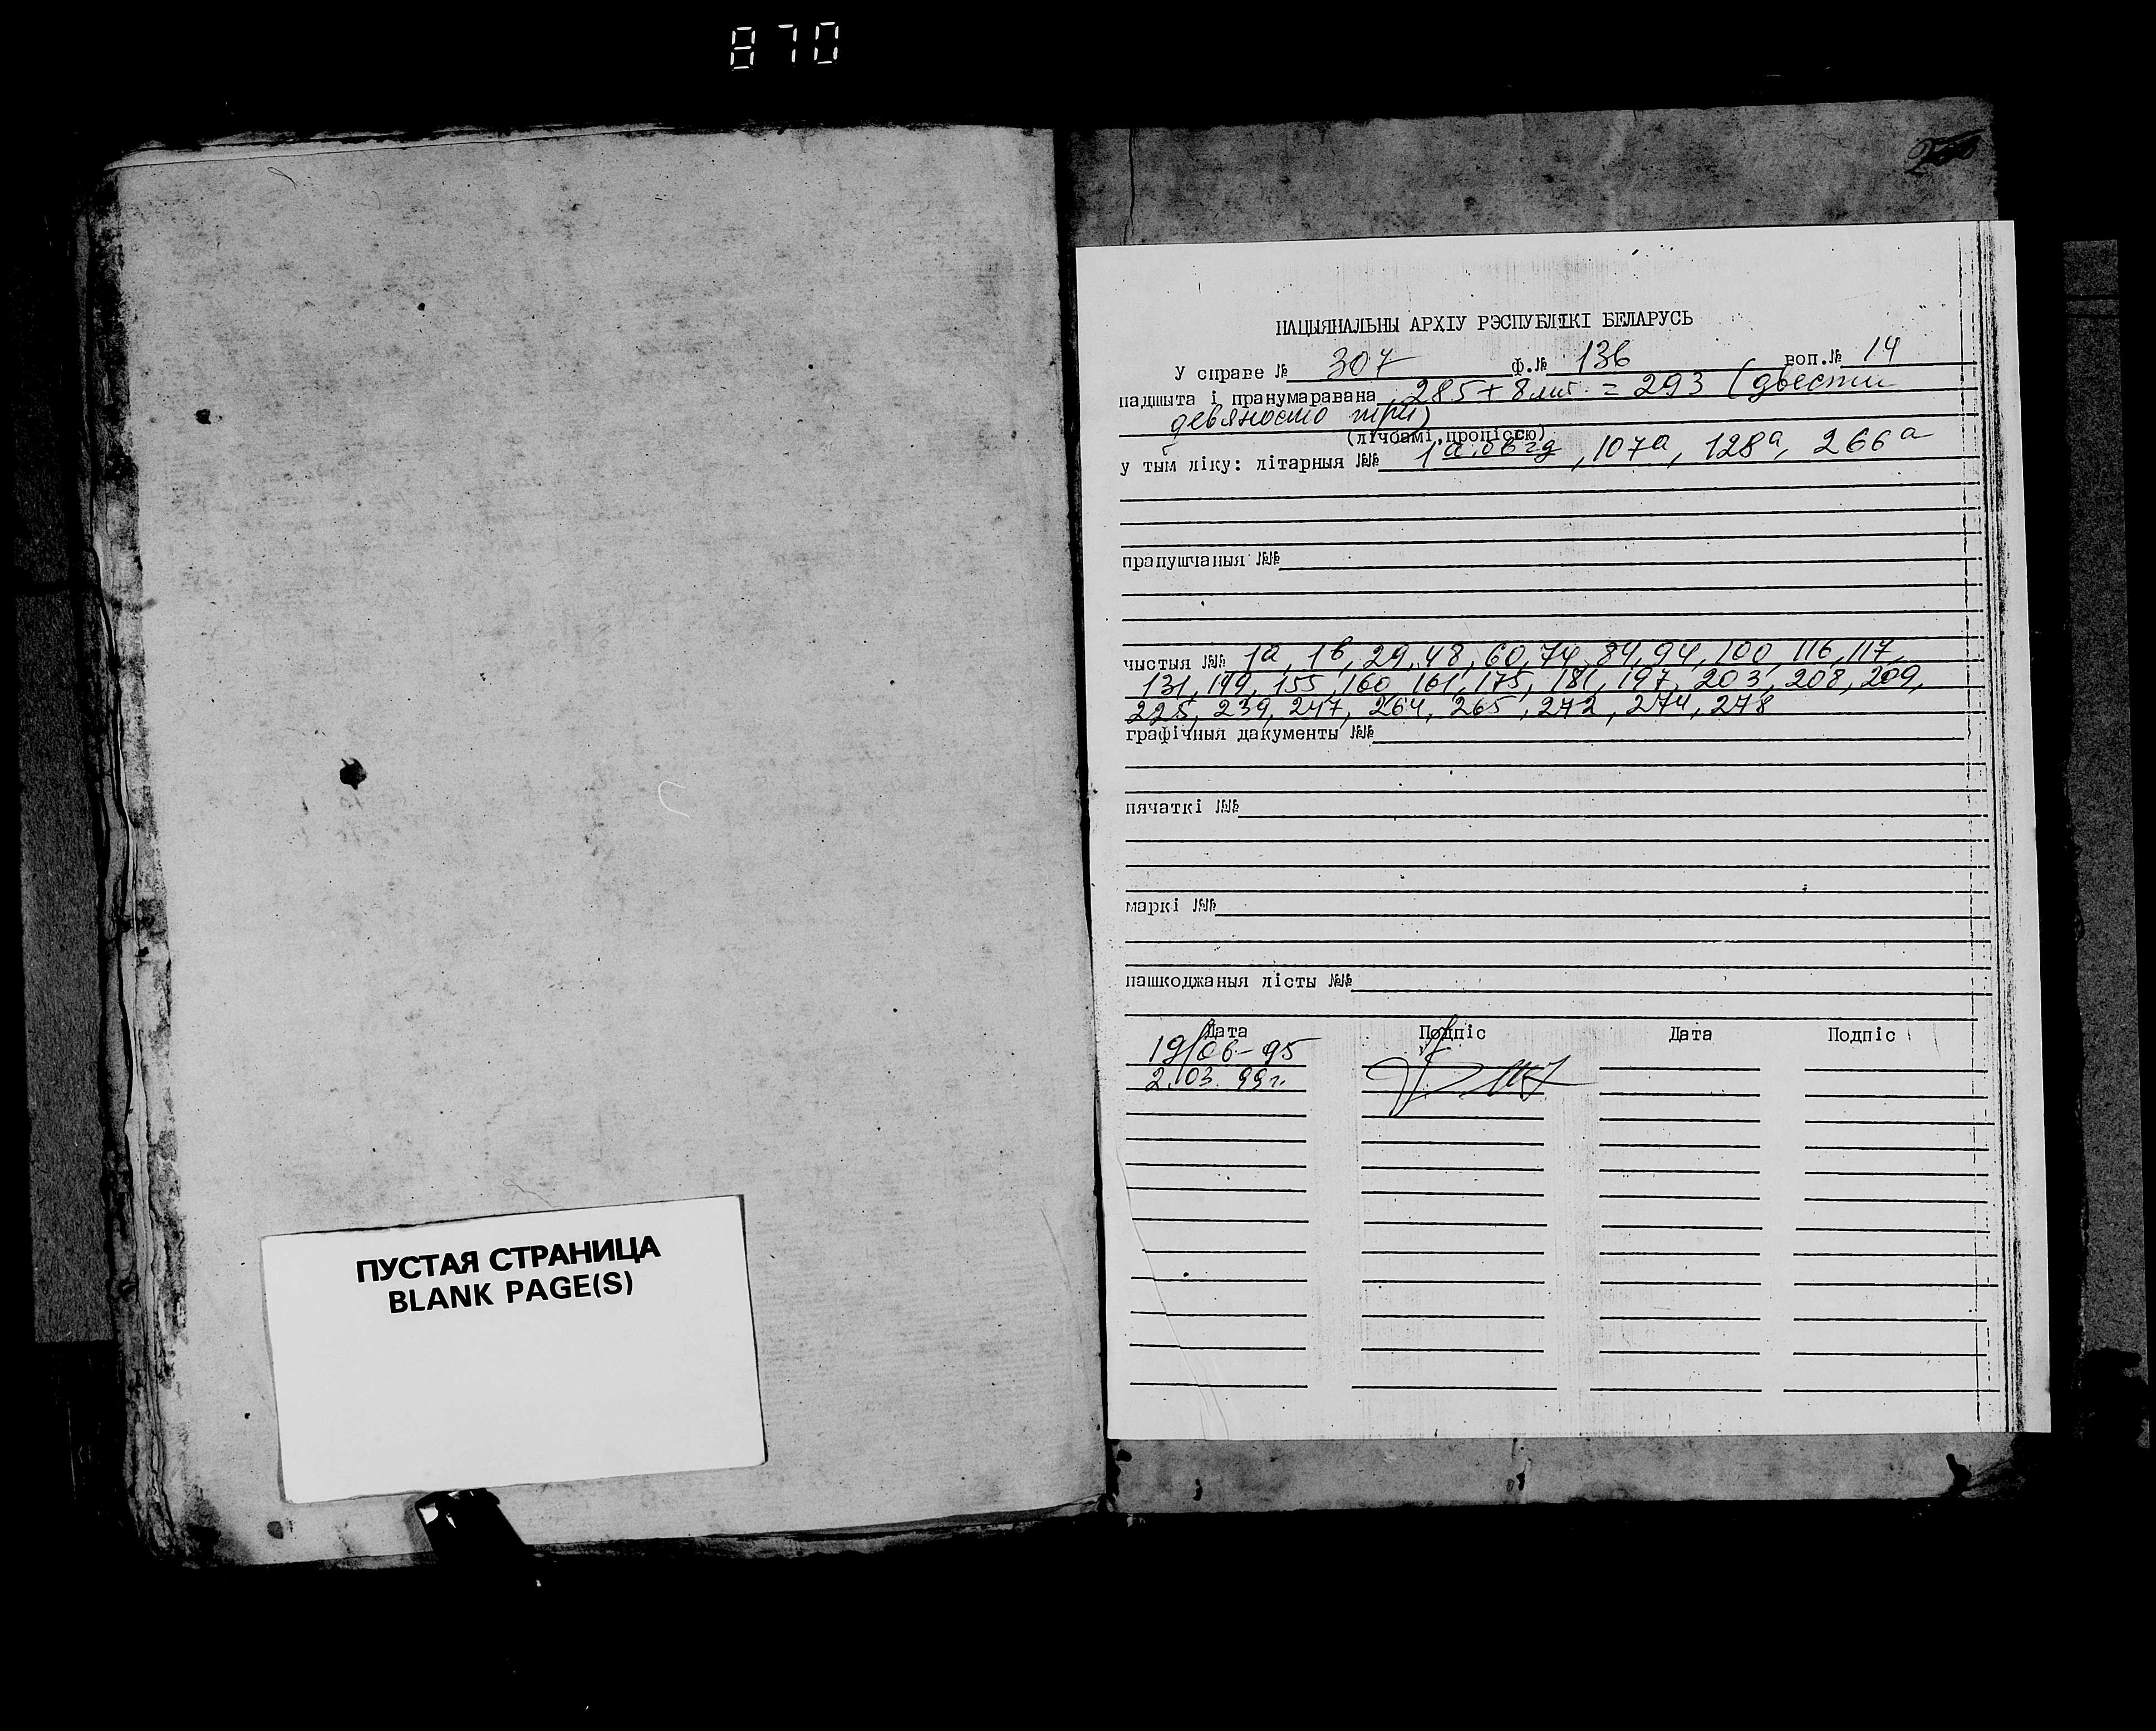 870
НАЦЫЯНАЛЬНЫ АРХІУ РЭСПУБЛІКІ БЕЛАРУСЬ
У справе № 307 ф.№ 136 воп.№ 14
падшыта і пранумаравана 285 + 8 лит. = 293 (двести
девяносто три)
(лічбамі, пропіссю)
у тым ліку: літарныя №№ 1 а,б,в,г,д, 107а, 128а, 266а
прапушчаныя №№
чыстыя №№ 1а, 1б, 29, 48, 60, 74, 84, 94, 100, 116, 117,
131, 149, 155, 160, 161, 175, 181, 197, 203, 208, 209,
225, 239, 247, 264, 265, 272, 274, 278
графічныя дакументы №№
пячаткі №№
маркі №№
пашкоджаныя лісты №№
Дата Подпіс Дата Подпіс
19/06-95
2.03.99г.
ПУСТАЯ СТРАНИЦА
BLANK PAGE(S)